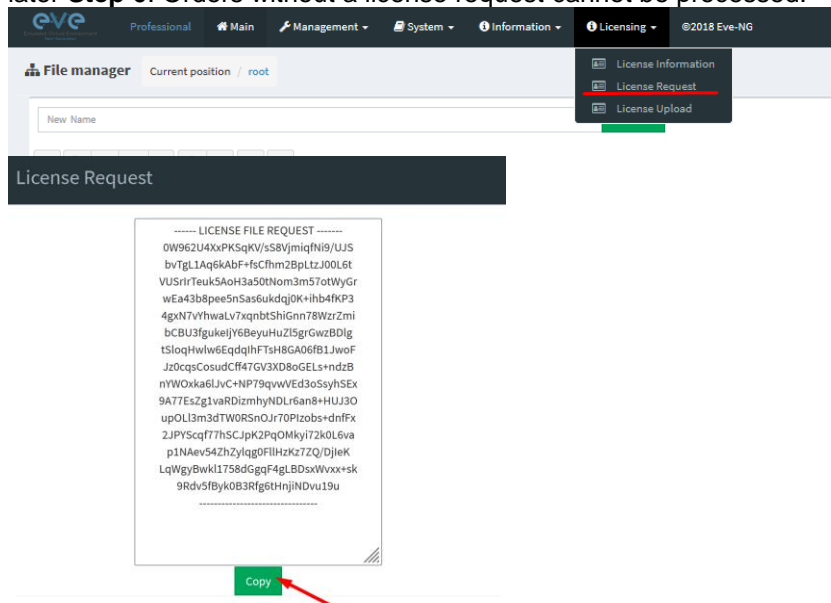 later Step 6. Orders without a license request cannot be processed.
eve
Professional Main Management System Information Licensing ©2018 Eve-NG
File manager Current position / root
License Information
License Request
License Upload
New Name
License Request
------ LICENSE FILE REQUEST -------
0W962U4XxPKSqKV/sS8VjmiqfNi9/UJS
bvTgL1Aq6kAbF+fsCfhm2BpLtzJ00L6t
VUSrIrTeuk5AoH3a50tNom3m57otWyGr
wEa43b8pee5nSas6ukdqj0K+ihb4fKP3
4gxN7vYhwaLv7xqnbtShiGnn78WzrZmi
bCBU3fgukeIjY6BeyuHuZl5grGwzBDlg
tSloqHwlw6EqdqIhFTsH8GA06fB1JwoF
Jz0cqsCosudCff47GV3XD8oGELs+ndzB
nYWOxka6lJvC+NP79qvwVEd3oSsyhSEx
9A77EsZg1vaRDizmhyNDLr6an8+HUJ3O
upOLl3m3dTW0RSnOJr70PIzobs+dnfFx
2JPYScqf77hSCJpK2PqOMkyi72k0L6va
p1NAev54ZhZylqg0FllHzKz7ZQ/DjIeK
LqWgyBwkl1758dGgqF4gLBDsxWvxx+sk
9Rdv5fByk0B3Rfg6tHnjiNDvu19u
--------------------------------
Copy